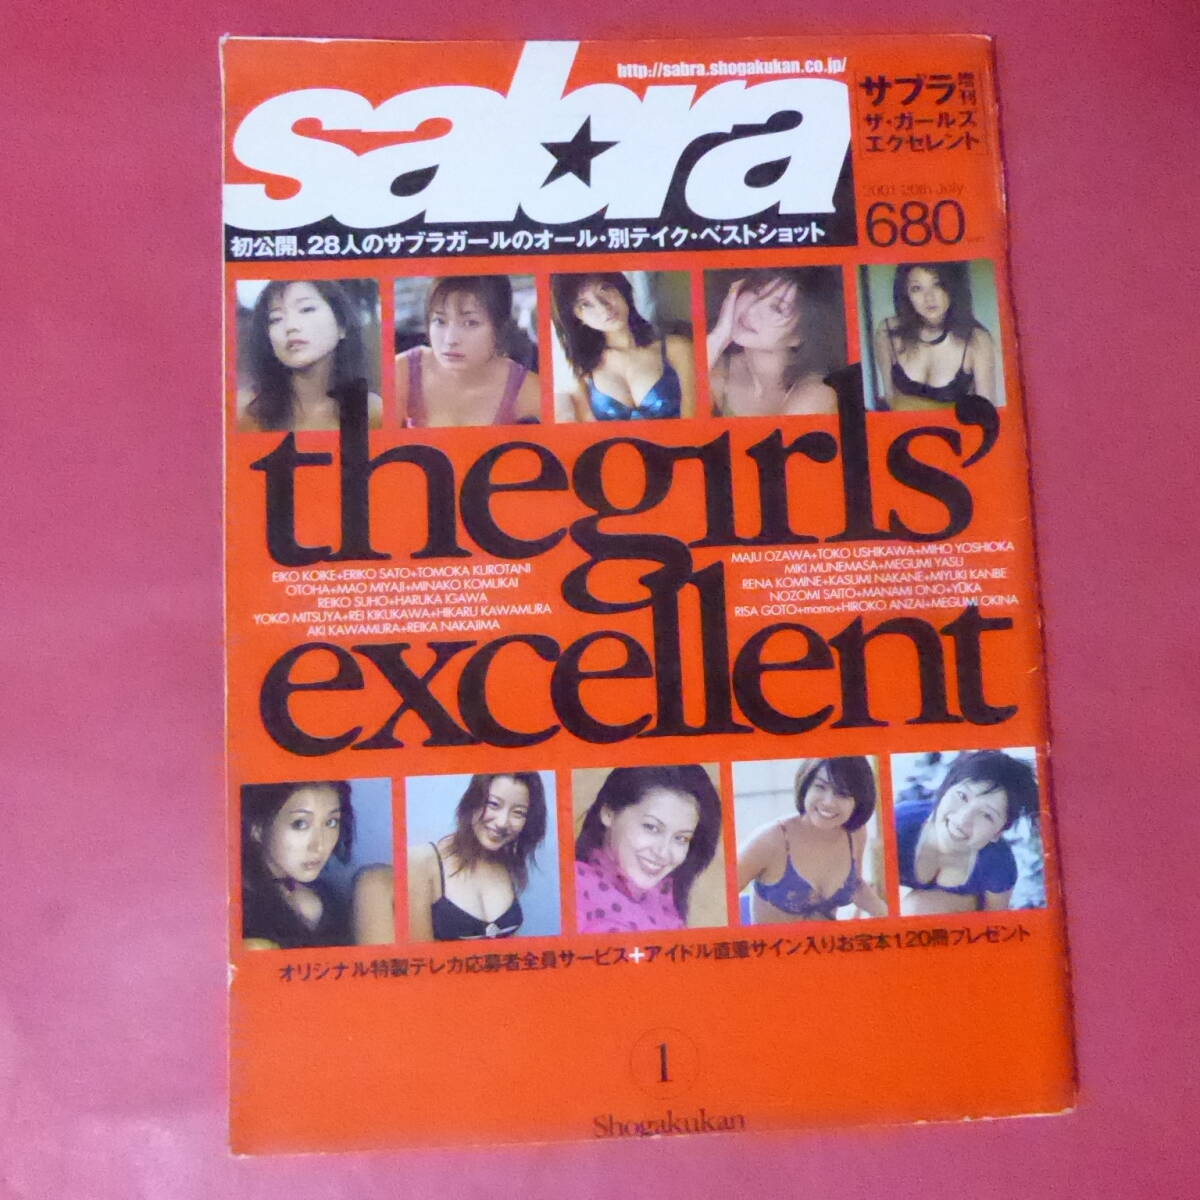 sabra
http://sabra.shogakukan.co.jp/
サブラ増刊
ザ・ガールズ
エクセレント
2001 20th July
680 yen
初公開、28人のサブラガールのオール・別テイク・ベストショット
the girls'
EIKO KOIKE+ERIKO SATO+TOMOKA KUROTANI
OTOHA+MAO MIYAJI+MINAKO KOMUKAI
REIKO SUHO+HARUKA IGAWA
YOKO MITSUYA+REI KIKUKAWA+HIKARU KAWAMURA
AKI KAWAMURA+REIKA NAKAJIMA
MAJU OZAWA+TOKO USHIKAWA+MIHO YOSHIOKA
MIKI MUNEMASA+MEGUMI YASU
RENA KOMINE+KASUMI NAKANE+MIYUKI KANBE
NOZOMI SAITO+MANAMI ONO+YŪKA
RISA GOTO+momo+HIROKO ANZAI+MEGUMI OKINA
excellent
オリジナル特製テレカ応募者全員サービス+アイドル直筆サイン入りお宝本120冊プレゼント
1
Shogakukan